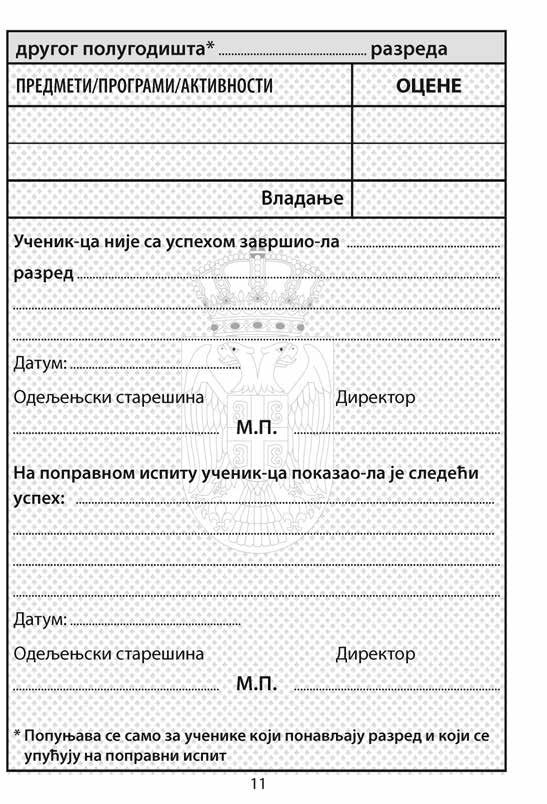 другог полугодишта* ........................................ разреда
ПРЕДМЕТИ/ПРОГРАМИ/АКТИВНОСТИ ОЦЕНЕ
Владање
Ученик-ца није са успехом завршио-ла ........................................
разред ........................................
Датум: ........................................
Одељењски старешина Директор
........................................ М.П. ........................................
На поправном испиту ученик-ца показао-ла је следећи
успех: ........................................
Датум: ........................................
Одељењски старешина Директор
........................................ М.П. ........................................
* Попуњава се само за ученике који понављају разред и који се
упућују на поправни испит
11